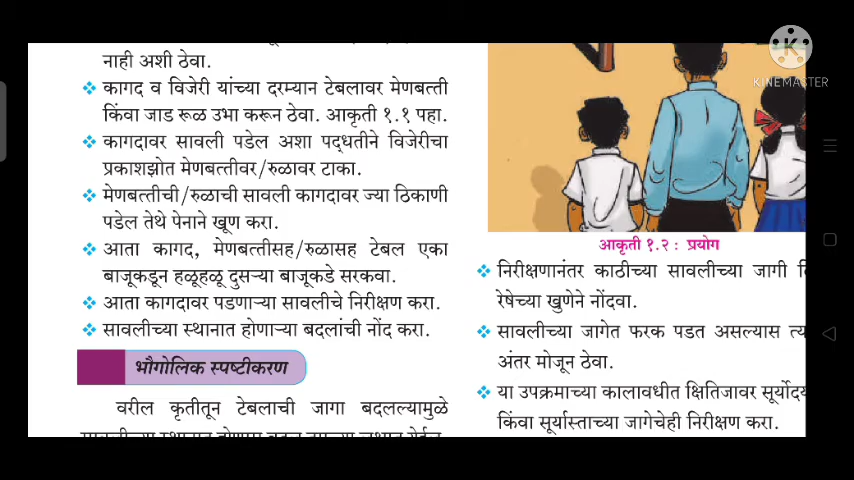 नाही अशी ठेवा.
❖ कागद व विजेरी यांच्या दरम्यान टेबलावर मेणबत्ती
किंवा जाड रूळ उभा करून ठेवा. आकृती १.१ पहा.
❖ कागदावर सावली पडेल अशा पद्धतीने विजेरीचा
प्रकाशझोत मेणबत्तीवर/रुळावर टाका.
❖ मेणबत्तीची/रुळाची सावली कागदावर ज्या ठिकाणी
पडेल तेथे पेनाने खूण करा.
❖ आता कागद, मेणबत्तीसह/रुळासह टेबल एका
बाजूकडून हळूहळू दुसऱ्या बाजूकडे सरकवा.
❖ आता कागदावर पडणाऱ्या सावलीचे निरीक्षण करा.
❖ सावलीच्या स्थानात होणाऱ्या बदलांची नोंद करा.
भौगोलिक स्पष्टीकरण
वरील कृतीतून टेबलाची जागा बदलल्यामुळे
आकृती १.२ : प्रयोग
❖ निरीक्षणानंतर काठीच्या सावलीच्या जागी
रेषेच्या खुणेने नोंदवा.
❖ सावलीच्या जागेत फरक पडत असल्यास
अंतर मोजून ठेवा.
❖ या उपक्रमाच्या कालावधीत क्षितिजावर
किंवा सूर्यास्ताच्या जागेचेही निरीक्षण करा.
KINEMASTER